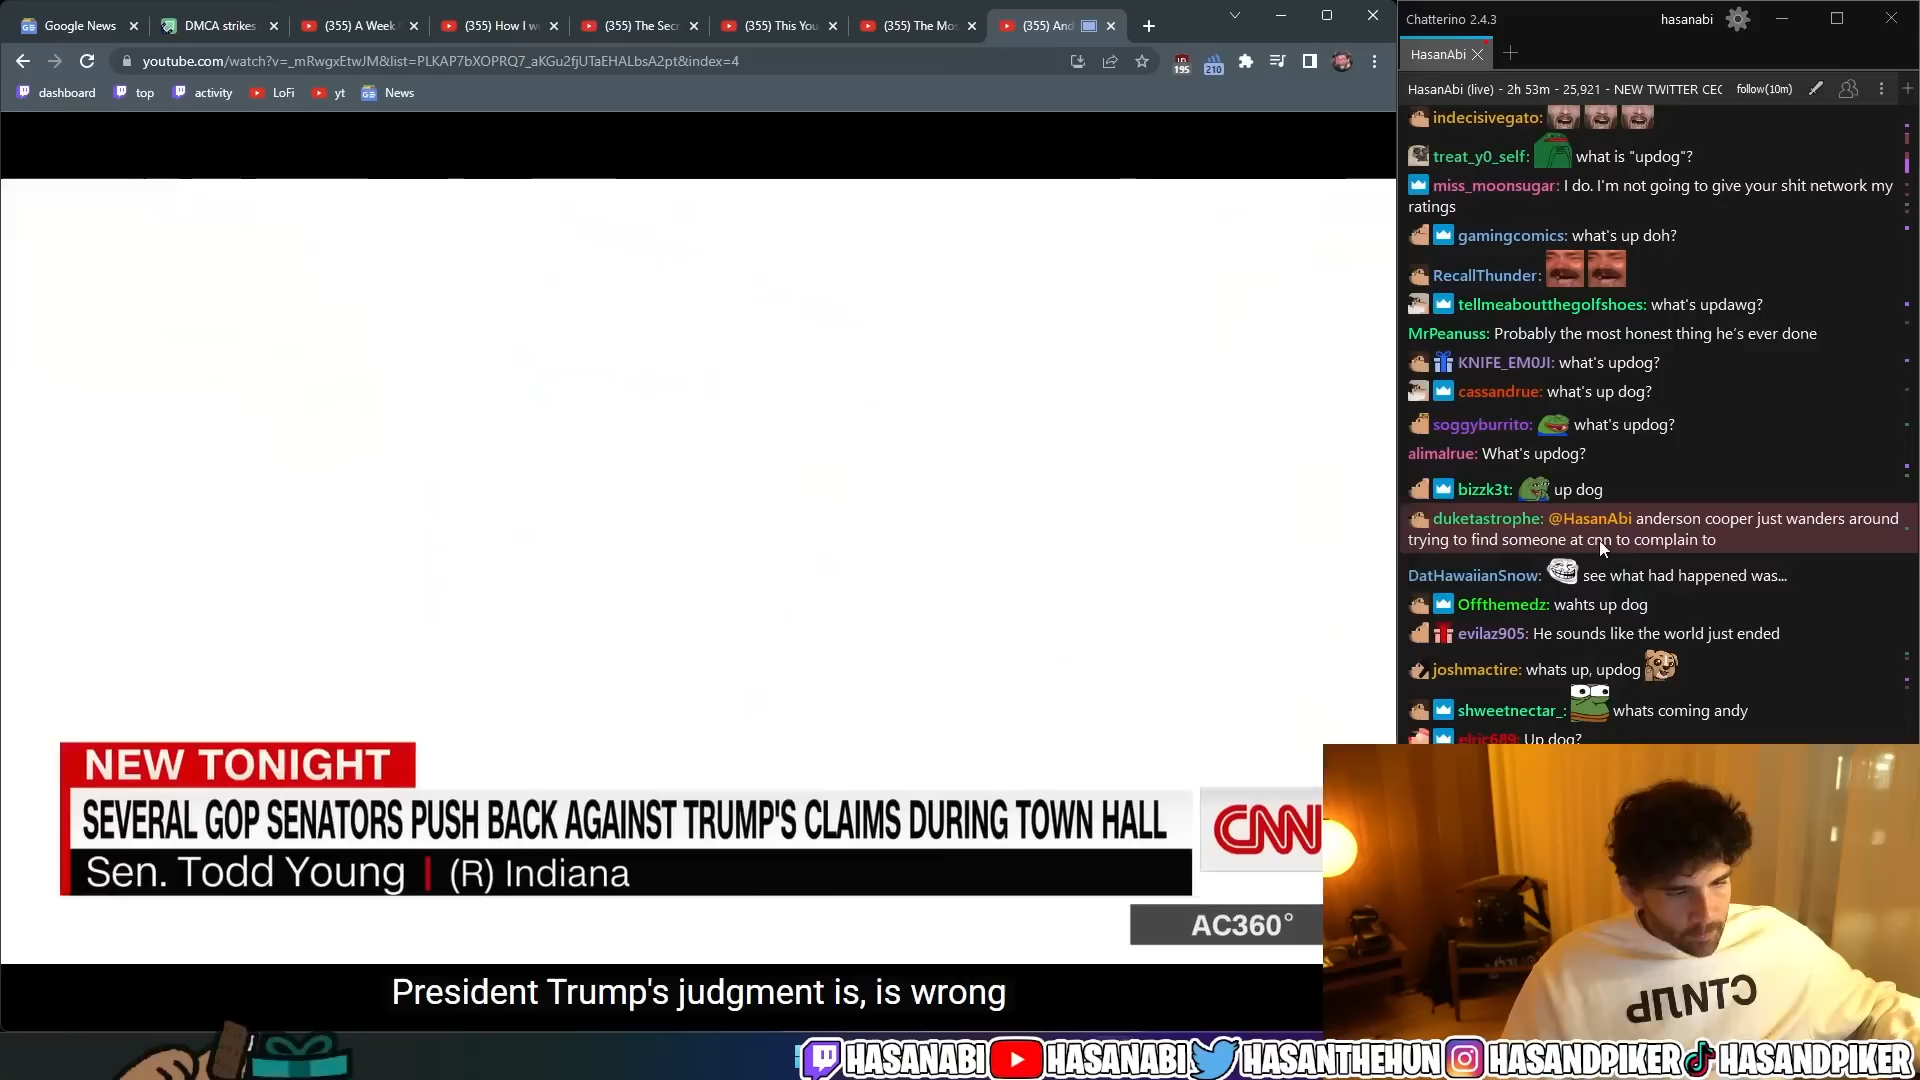 Google News
DMCA strikes
(355) A Week
(355) How I w
(355) The Secr
(355) This You
(355) The Mos
(355) And
youtube.com/watch?v=_mRwgxEtwJM&list=PLKAP7bXOPRQ7_aKGu2fjUTaEHALbsA2pt&index=4
195
210
dashboard
top
activity
LoFi
yt
News
NEW TONIGHT
SEVERAL GOP SENATORS PUSH BACK AGAINST TRUMP'S CLAIMS DURING TOWN HALL
Sen. Todd Young | (R) Indiana
CNN
AC360°
President Trump's judgment is, is wrong
Chatterino 2.4.3
hasanabi
HasanAbi
HasanAbi (live) - 2h 53m - 25,921 - NEW TWITTER CEC
follow(10m)
indecisivegato:
treat_y0_self: what is "updog"?
miss_moonsugar: I do. I'm not going to give your shit network my
ratings
gamingcomics: what's up doh?
RecallThunder:
tellmeaboutthegolfshoes: what's updawg?
MrPeanuss: Probably the most honest thing he's ever done
KNIFE_EM0JI: what's updog?
cassandrue: what's up dog?
soggyburrito: what's updog?
alimalrue: What's updog?
bizzk3t: up dog
duketastrophe: @HasanAbi anderson cooper just wanders around
trying to find someone at cnn to complain to
DatHawaiianSnow: see what had happened was...
Offthemedz: wahts up dog
evilaz905: He sounds like the world just ended
joshmactire: whats up, updog
shweetnectar_: whats coming andy
elric689: Up dog?
HASANABI
HASANABI
HASANTHEHUN
HASANDPIKER
HASANDPIKER